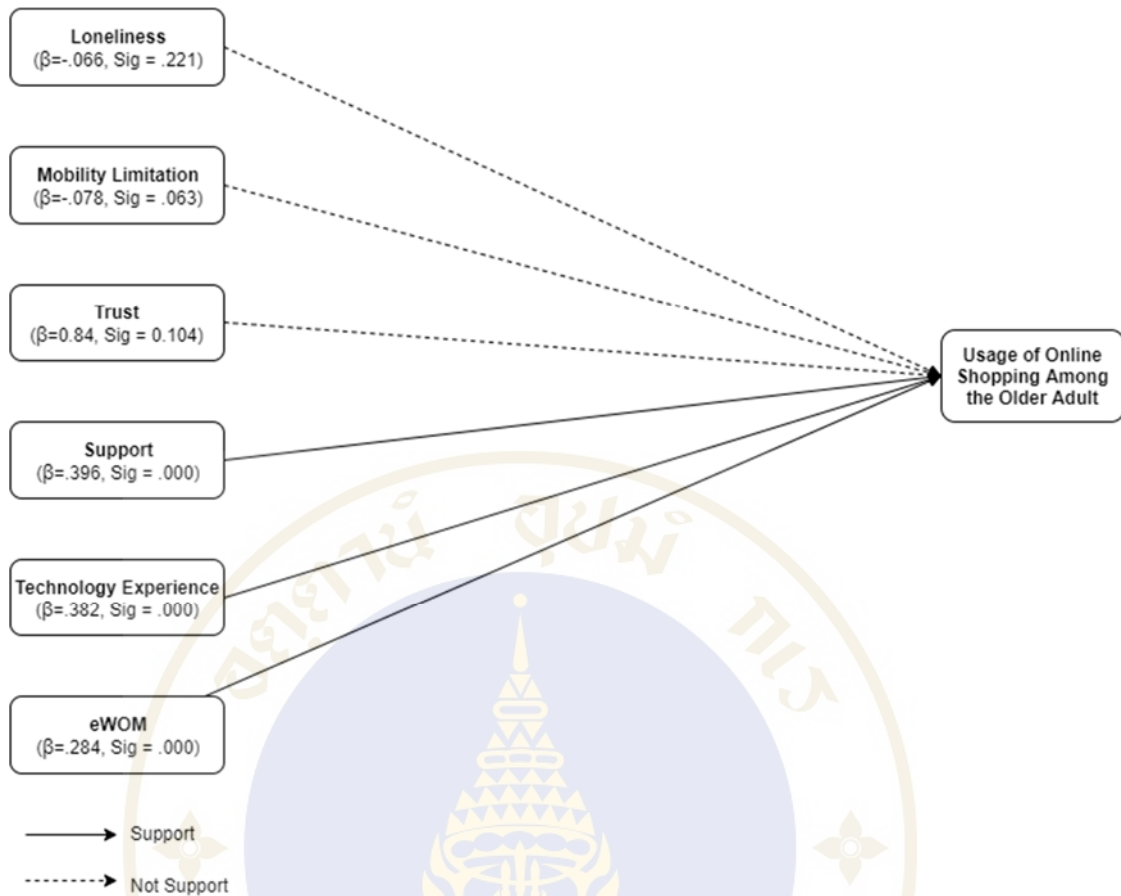 Loneliness
(β=-.066, Sig = .221)
Mobility Limitation
(β=-.078, Sig = .063)
Trust
(β=0.84, Sig = 0.104)
Usage of Online
Shopping Among
the Older Adult
Support
(β=.396, Sig = .000)
Technology Experience
(β=.382, Sig = .000)
eWOM
(β=.284, Sig = .000)
Support
Not Support